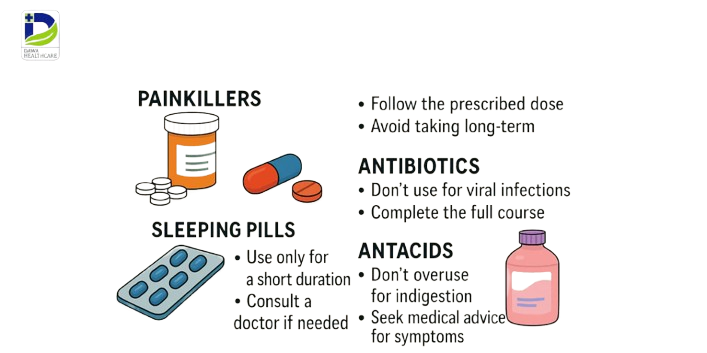 DAWA
HEALTHCARE
PAINKILLERS
• Follow the prescribed dose
• Avoid taking long-term
ANTIBIOTICS
• Don't use for viral infections
• Complete the full course
SLEEPING PILLS
• Use only for
a short duration
• Consult a
doctor if needed
ANTACIDS
• Don't overuse
for indigestion
• Seek medical advice
for symptoms